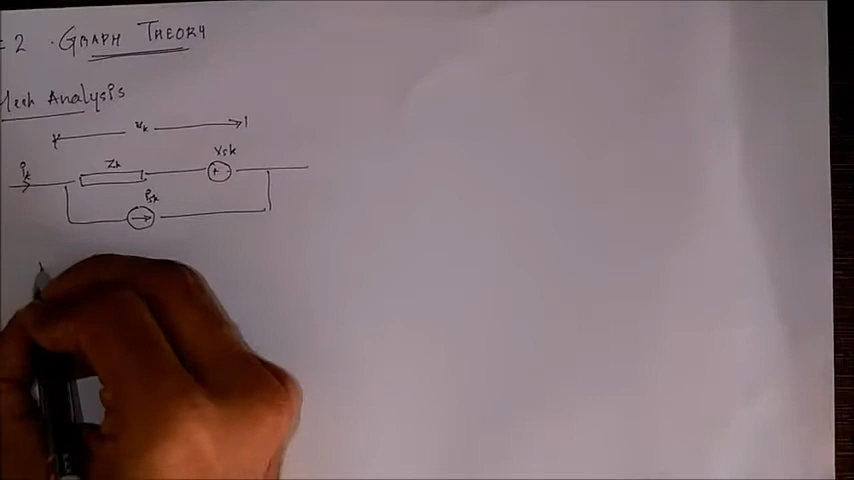 = 2 . GRAPH THEORY
Mesh Analysis
vk
ik
Zk
vsk
+ -
isk